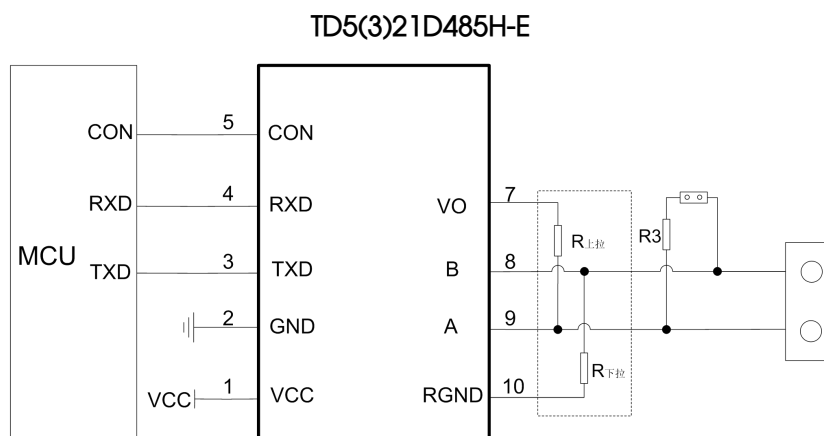 TD5(3)21D485H-E
CON 5 CON
RXD 4 RXD
VO 7
R上拉
R3
MCU
TXD 3 TXD
B 8
2 GND
A 9
R下拉
VCC 1 VCC
RGND 10